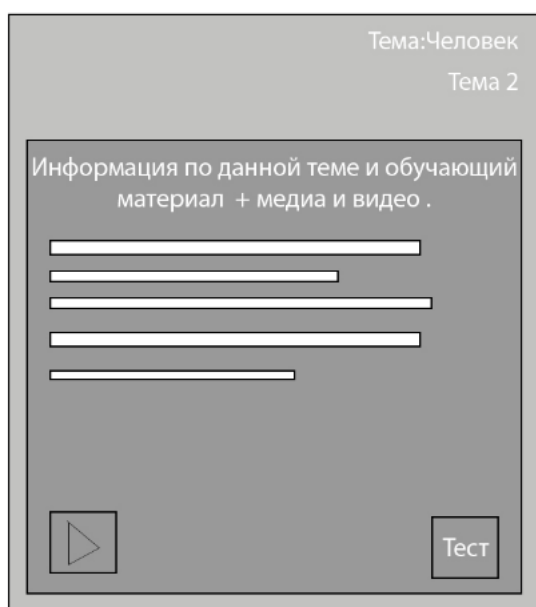 Тема:Человек
Тема 2
Информация по данной теме и обучающий
материал + медиа и видео .
Тест